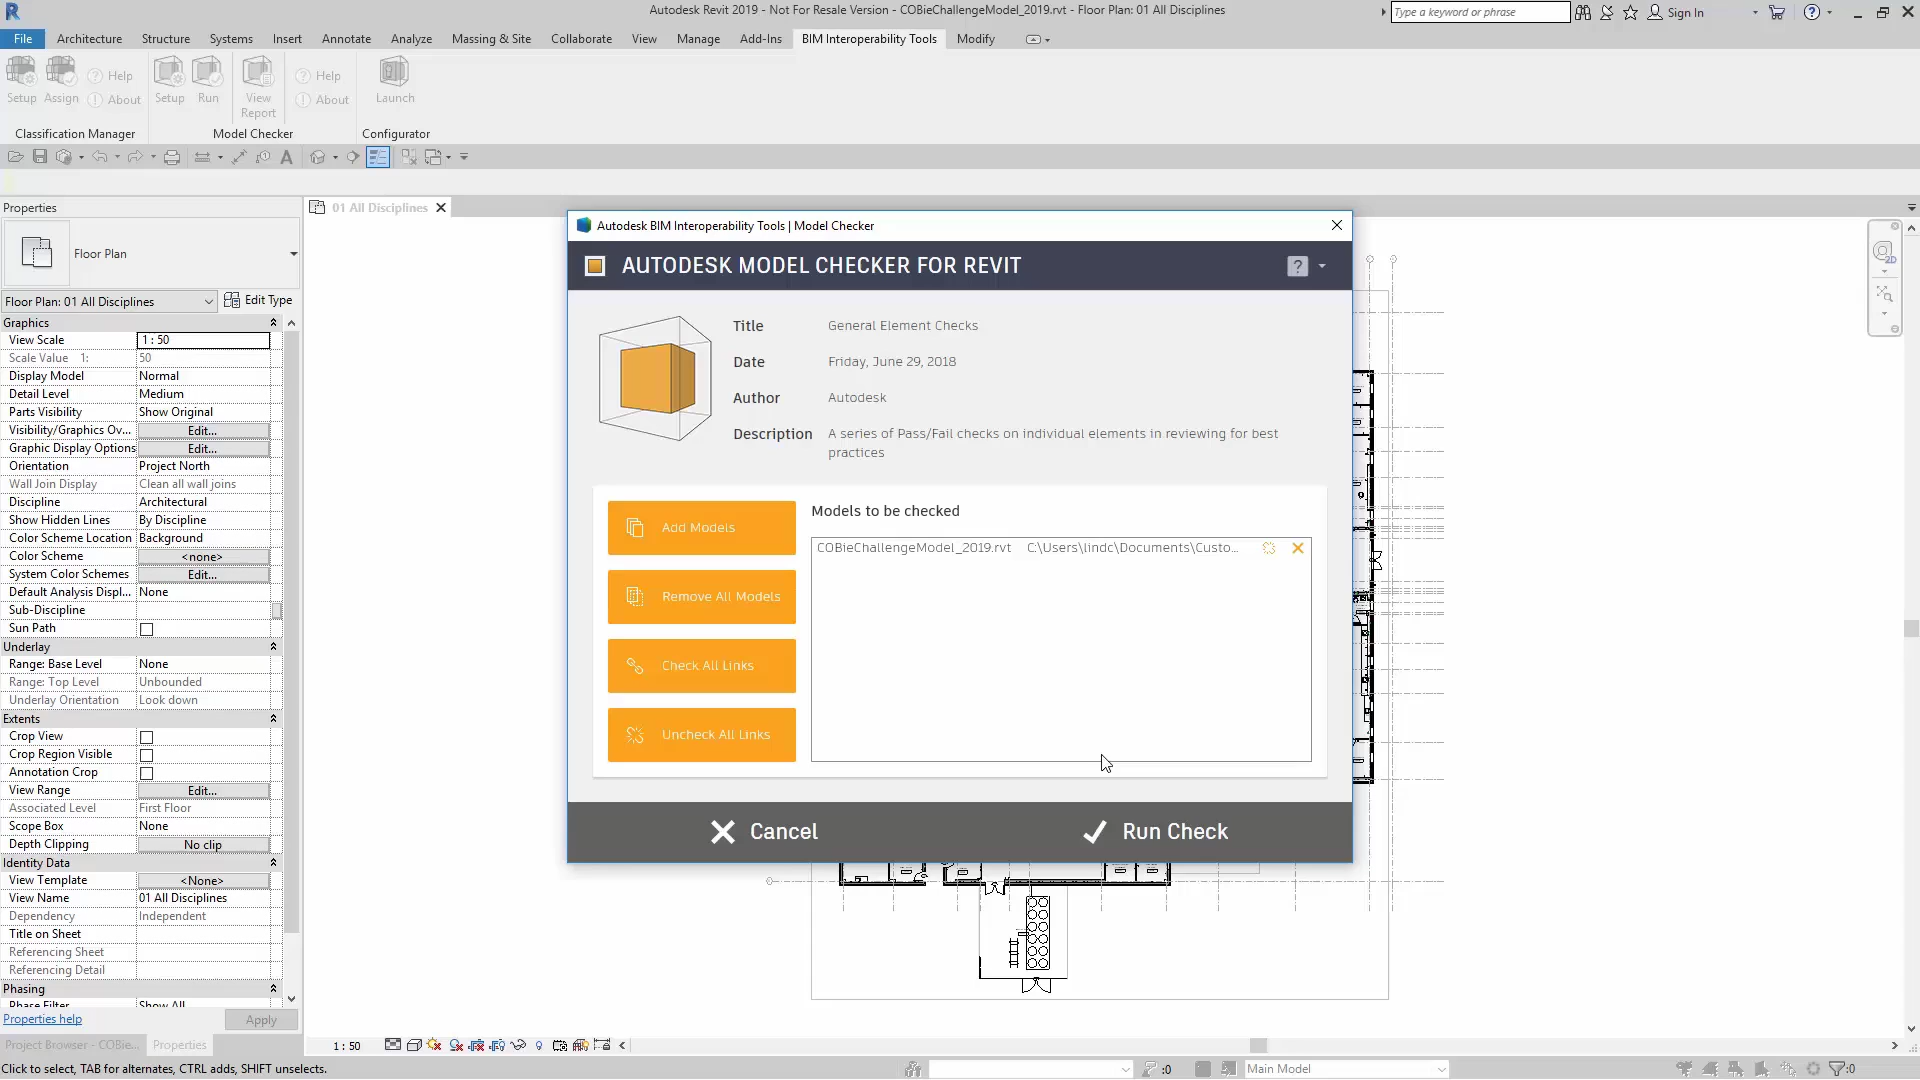 Autodesk Revit 2019 - Not For Resale Version - COBieChallengeModel_2019.rvt - Floor Plan: 01 All Disciplines
Type a keyword or phrase
Sign In
File Architecture Structure Systems Insert Annotate Analyze Massing & Site Collaborate View Manage Add-Ins BIM Interoperability Tools Modify
Setup Assign Help About Setup Run View Report Help About Launch
Classification Manager Model Checker Configurator
Properties
01 All Disciplines
Floor Plan
Floor Plan: 01 All Disciplines Edit Type
Graphics
View Scale 1 : 50
Scale Value 1: 50
Display Model Normal
Detail Level Medium
Parts Visibility Show Original
Visibility/Graphics Ov... Edit...
Graphic Display Options Edit...
Orientation Project North
Wall Join Display Clean all wall joins
Discipline Architectural
Show Hidden Lines By Discipline
Color Scheme Location Background
Color Scheme <none>
System Color Schemes Edit...
Default Analysis Displ... None
Sub-Discipline
Sun Path
Underlay
Range: Base Level None
Range: Top Level Unbounded
Underlay Orientation Look down
Extents
Crop View
Crop Region Visible
Annotation Crop
View Range Edit...
Associated Level First Floor
Scope Box None
Depth Clipping No clip
Identity Data
View Template <None>
View Name 01 All Disciplines
Dependency Independent
Title on Sheet
Referencing Sheet
Referencing Detail
Phasing
Phase Filter Show All
Properties help Apply
Project Browser - COBie... Properties
Autodesk BIM Interoperability Tools | Model Checker
AUTODESK MODEL CHECKER FOR REVIT
?
Title General Element Checks
Date Friday, June 29, 2018
Author Autodesk
Description A series of Pass/Fail checks on individual elements in reviewing for best
practices
Add Models
Remove All Models
Check All Links
Uncheck All Links
Models to be checked
COBieChallengeModel_2019.rvt C:\Users\lindc\Documents\Custo...
Cancel Run Check
2D
1 : 50
Click to select, TAB for alternates, CTRL adds, SHIFT unselects.
:0
Main Model
:0